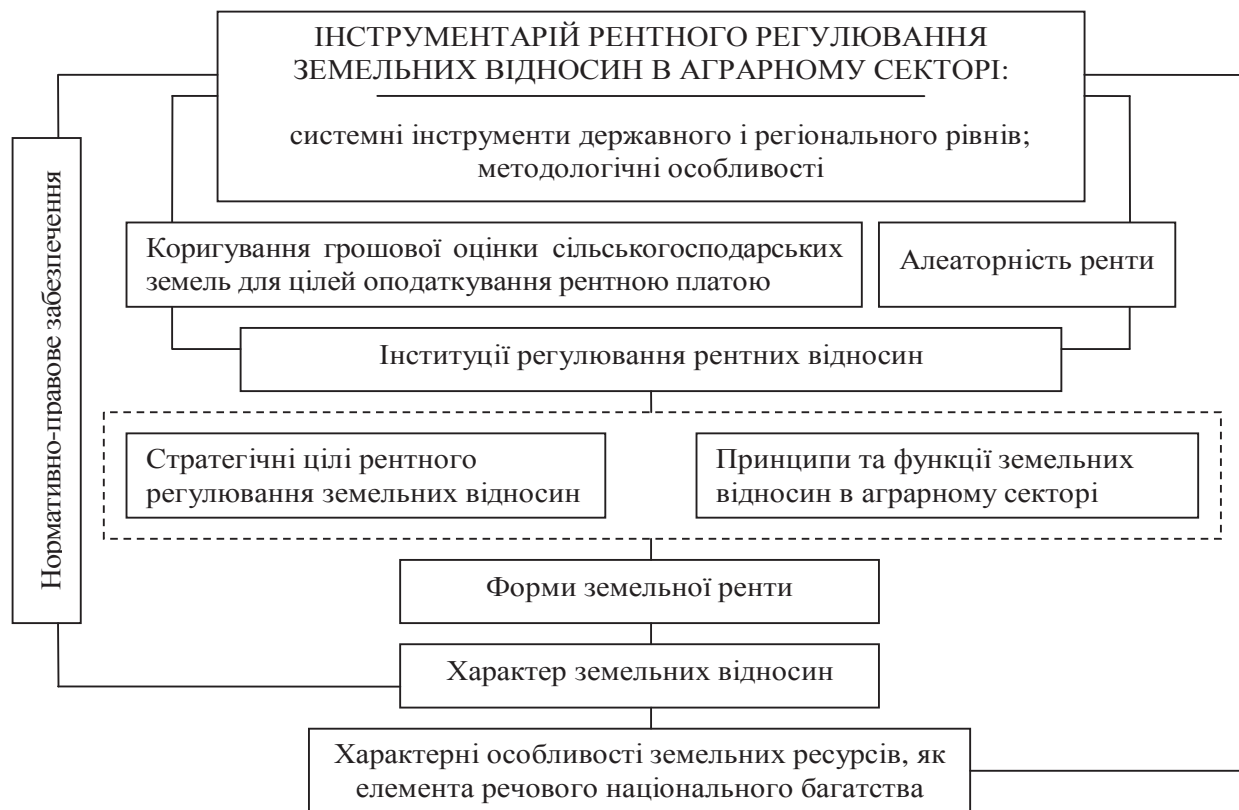 ІНСТРУМЕНТАРІЙ РЕНТНОГО РЕГУЛЮВАННЯ
ЗЕМЕЛЬНИХ ВІДНОСИН В АГРАРНОМУ СЕКТОРІ:
системні інструменти державного і регіонального рівнів;
методологічні особливості
Нормативно-правове забезпечення
Коригування грошової оцінки сільськогосподарських
земель для цілей оподаткування рентною платою
Алеаторність ренти
Інституції регулювання рентних відносин
Стратегічні цілі рентного
регулювання земельних відносин
Принципи та функції земельних
відносин в аграрному секторі
Форми земельної ренти
Характер земельних відносин
Характерні особливості земельних ресурсів, як
елемента речового національного багатства